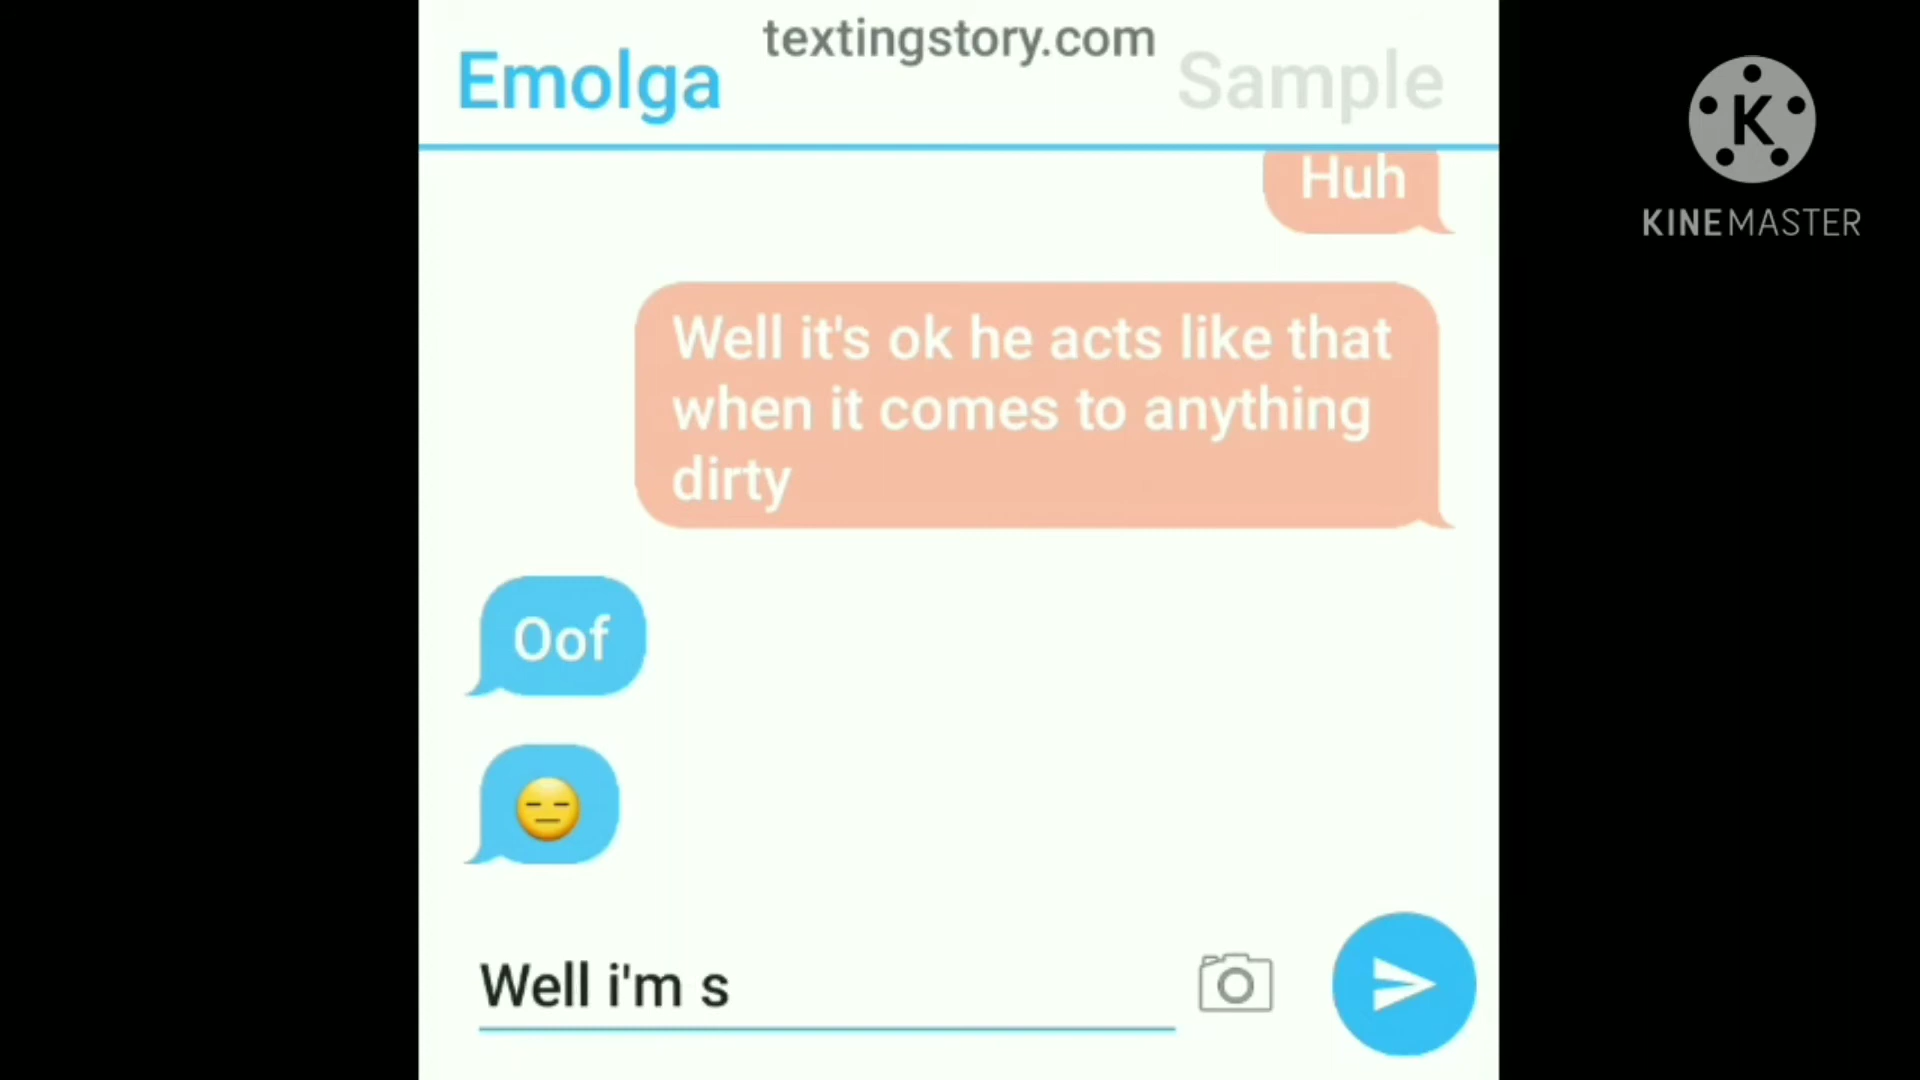 textingstory.com
Emolga
Sample
K
KINEMASTER
Huh
Well it's ok he acts like that
when it comes to anything
dirty
Oof
Well i'm s